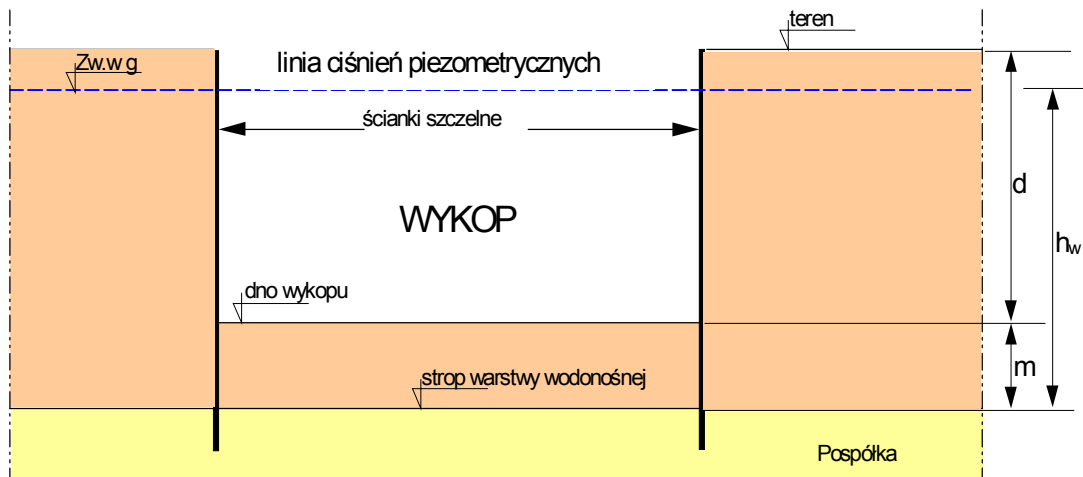 teren
Zw.w g
linia ciśnień piezometrycznych
ścianki szczelne
d
WYKOP
hw
dno wykopu
m
strop warstwy wodonośnej
Pospółka